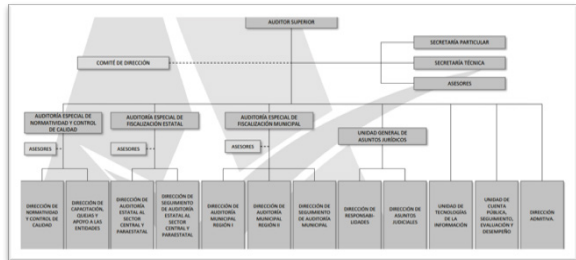 AUDITOR SUPERIOR
SECRETARÍA PARTICULAR
COMITÉ DE DIRECCIÓN
SECRETARÍA TÉCNICA
ASESORES
AUDITORÍA ESPECIAL DE
NORMATIVIDAD Y CONTROL
DE CALIDAD
AUDITORÍA ESPECIAL DE
FISCALIZACIÓN ESTATAL
AUDITORÍA ESPECIAL DE
FISCALIZACIÓN MUNICIPAL
UNIDAD GENERAL DE
ASUNTOS JURÍDICOS
ASESORES
ASESORES
ASESORES
DIRECCIÓN DE
NORMATIVIDAD
Y CONTROL DE
CALIDAD
DIRECCIÓN DE
CAPACITACIÓN,
QUEJAS Y
APOYO A LAS
ENTIDADES
DIRECCIÓN DE
AUDITORÍA
ESTATAL AL
SECTOR
CENTRAL Y
PARAESTATAL
DIRECCIÓN DE
SEGUIMIENTO
DE AUDITORÍA
ESTATAL AL
SECTOR
CENTRAL Y
PARAESTATAL
DIRECCIÓN
DE AUDITORÍA
MUNICIPAL
REGIÓN I
DIRECCIÓN DE
AUDITORÍA
MUNICIPAL
REGIÓN II
DIRECCIÓN DE
SEGUIMIENTO
DE AUDITORÍA
MUNICIPAL
DIRECCIÓN DE
RESPONSABI-
LIDADES
DIRECCIÓN DE
ASUNTOS
JUDICIALES
UNIDAD DE
TECNOLOGÍAS
DE LA
INFORMACIÓN
UNIDAD DE
CUENTA
PÚBLICA,
SEGUIMIENTO,
EVALUACIÓN Y
DESEMPEÑO
DIRECCIÓN
ADMTIVA.